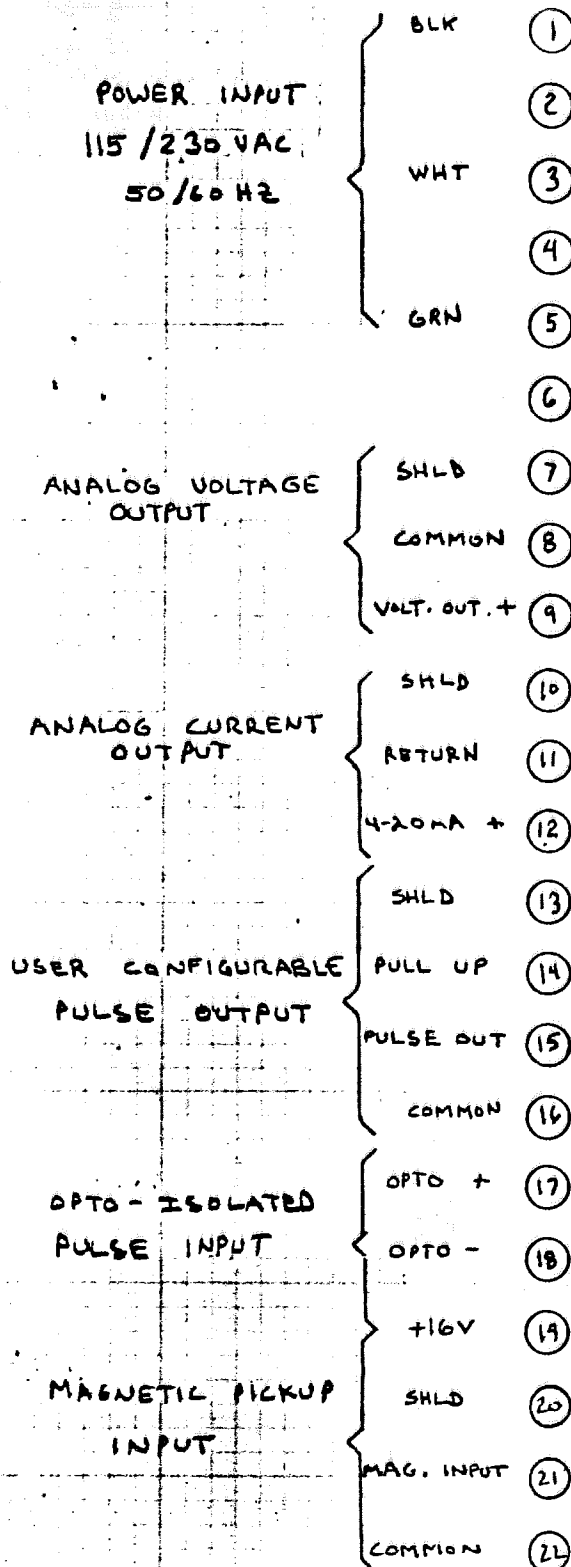 BLK 1
POWER INPUT
2
115/230 VAC
WHT 3
50/60 HZ
4
GRN 5
6
SHLD 7
ANALOG VOLTAGE
OUTPUT
COMMON 8
VOLT. OUT. + 9
SHLD 10
ANALOG CURRENT
OUTPUT
RETURN 11
4-20MA + 12
SHLD 13
USER CONFIGURABLE
PULL UP 14
PULSE OUTPUT
PULSE OUT 15
COMMON 16
OPTO + 17
OPTO-ISOLATED
PULSE INPUT
OPTO - 18
+16V 19
MAGNETIC PICKUP
SHLD 20
INPUT
MAG. INPUT 21
COMMON 22